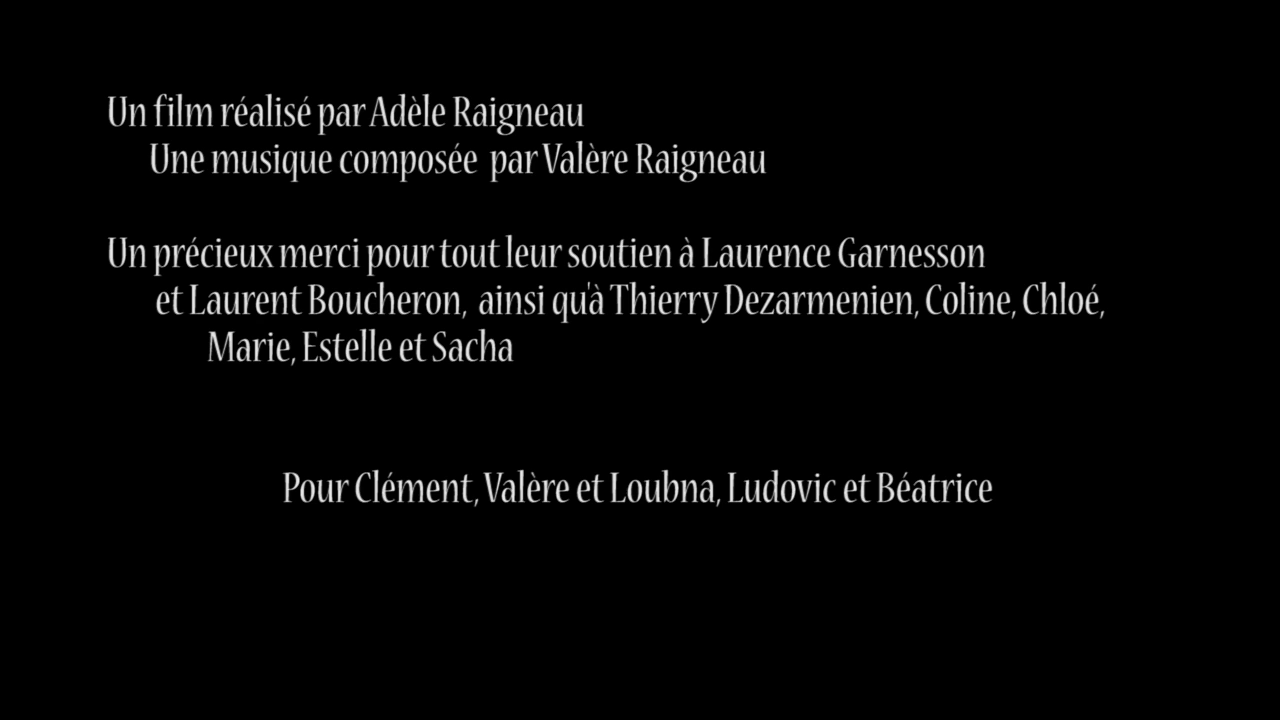 Un film réalisé par Adèle Raigneau
Une musique composée par Valère Raigneau
Un précieux merci pour tout leur soutien à Laurence Garnesson
et Laurent Boucheron, ainsi qu'à Thierry Dezarmenien, Coline, Chloé,
Marie, Estelle et Sacha
Pour Clément, Valère et Loubna, Ludovic et Béatrice